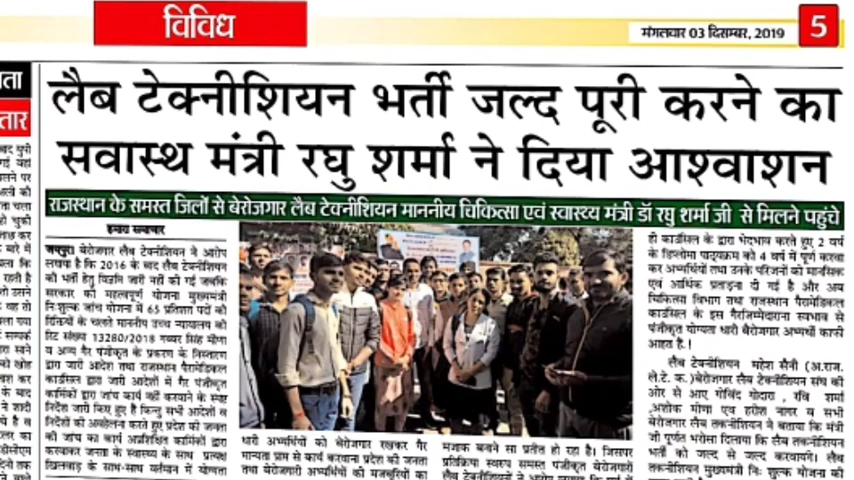 विविध
मंगलवार 03 दिसम्बर, 2019
5
लैब टेक्नीशियन भर्ती जल्द पूरी करने का
सवास्थ मंत्री रघु शर्मा ने दिया आश्वाशन
राजस्थान के समस्त जिलों से बेरोजगार लैब टेक्नीशियन माननीय चिकित्सा एवं स्वास्थ्य मंत्री डॉ रघु शर्मा जी से मिलने पहुंचे
हमारा समाचार
जयपुर। बेरोजगार लैब टेक्नीशियन ने आरोप
लगाया है कि 2016 के बाद लैब टेक्नीशियन
की भर्ती हेतु विज्ञप्ति जारी नहीं की गई जबकि
सरकार की महत्वपूर्ण योजना मुख्यमंत्री
निःशुल्क जांच योजना में 65 प्रतिशत पदों की
रिक्तियों के चलते माननीय उच्च न्यायालय की
रिट संख्या 13280/2018 गब्बर सिंह मीणा
व अन्य गैर पंजीकृत के प्रकरण के निस्तारण
द्वारा जारी आदेश तथा राजस्थान पैरामेडिकल
काउंसिल द्वारा जारी आदेशों में गैर पंजीकृत
कार्मिकों द्वारा जांच कार्य नहीं करवाने के स्पष्ट
निर्देश जारी किए हुए है किन्तु सभी आदेशों व
निर्देशों की अवहेलना करते हुए प्रदेश की जनता
की जांच का कार्य अप्रशिक्षित कार्मिकों द्वारा
करवाकर जनता के स्वास्थ्य के साथ प्रत्यक्ष
खिलवाड़ के साथ-साथ वर्तमान में योग्यता
धारी अभ्यर्थियों को बेरोजगार रखकर गैर
मान्यता प्राप्त से कार्य करवाना प्रदेश की जनता
तथा बेरोजगारी अभ्यर्थियों की मजबूरियों का
मजाक बनाने सा प्रतीत हो रहा है। जिसपर
प्रतिक्रिया स्वरुप समस्त पंजीकृत बेरोजगारों
ही काउंसिल के द्वारा भेदभाव करते हुए 2 वर्ष
के डिप्लोमा पाठ्यक्रम को 4 वर्ष में पूर्ण करवा
कर अभ्यर्थियों तथा उनके परिजनों को मानसिक
एवं आर्थिक प्रताड़ना दी गई है और अब
चिकित्सा विभाग तथा राजस्थान पैरामेडिकल
काउंसिल के इस गैरजिम्मेदाराना स्वभाव से
पंजीकृत योग्यता धारी बेरोजगार अभ्यर्थी काफी
आहत है !
लैब टेक्नीशियन महेश सैनी (अ.राज.
ले.टे. क.)बेरोजगार लैब टेक्नीशियन संघ की
ओर से आए गोविंद गोदारा , रवि शर्मा
,अशोक मीणा एवं हरीश नागर व सभी
बेरोजगार लैब तकनीशियन ने बताया कि मंत्री
जी पूर्णत भरोसा दिलाया कि लैब तकनीशियन
भर्ती को जल्द से जल्द करवायगे। लैब
तकनीशियन मुख्यमंत्री निः शुल्क योजना की